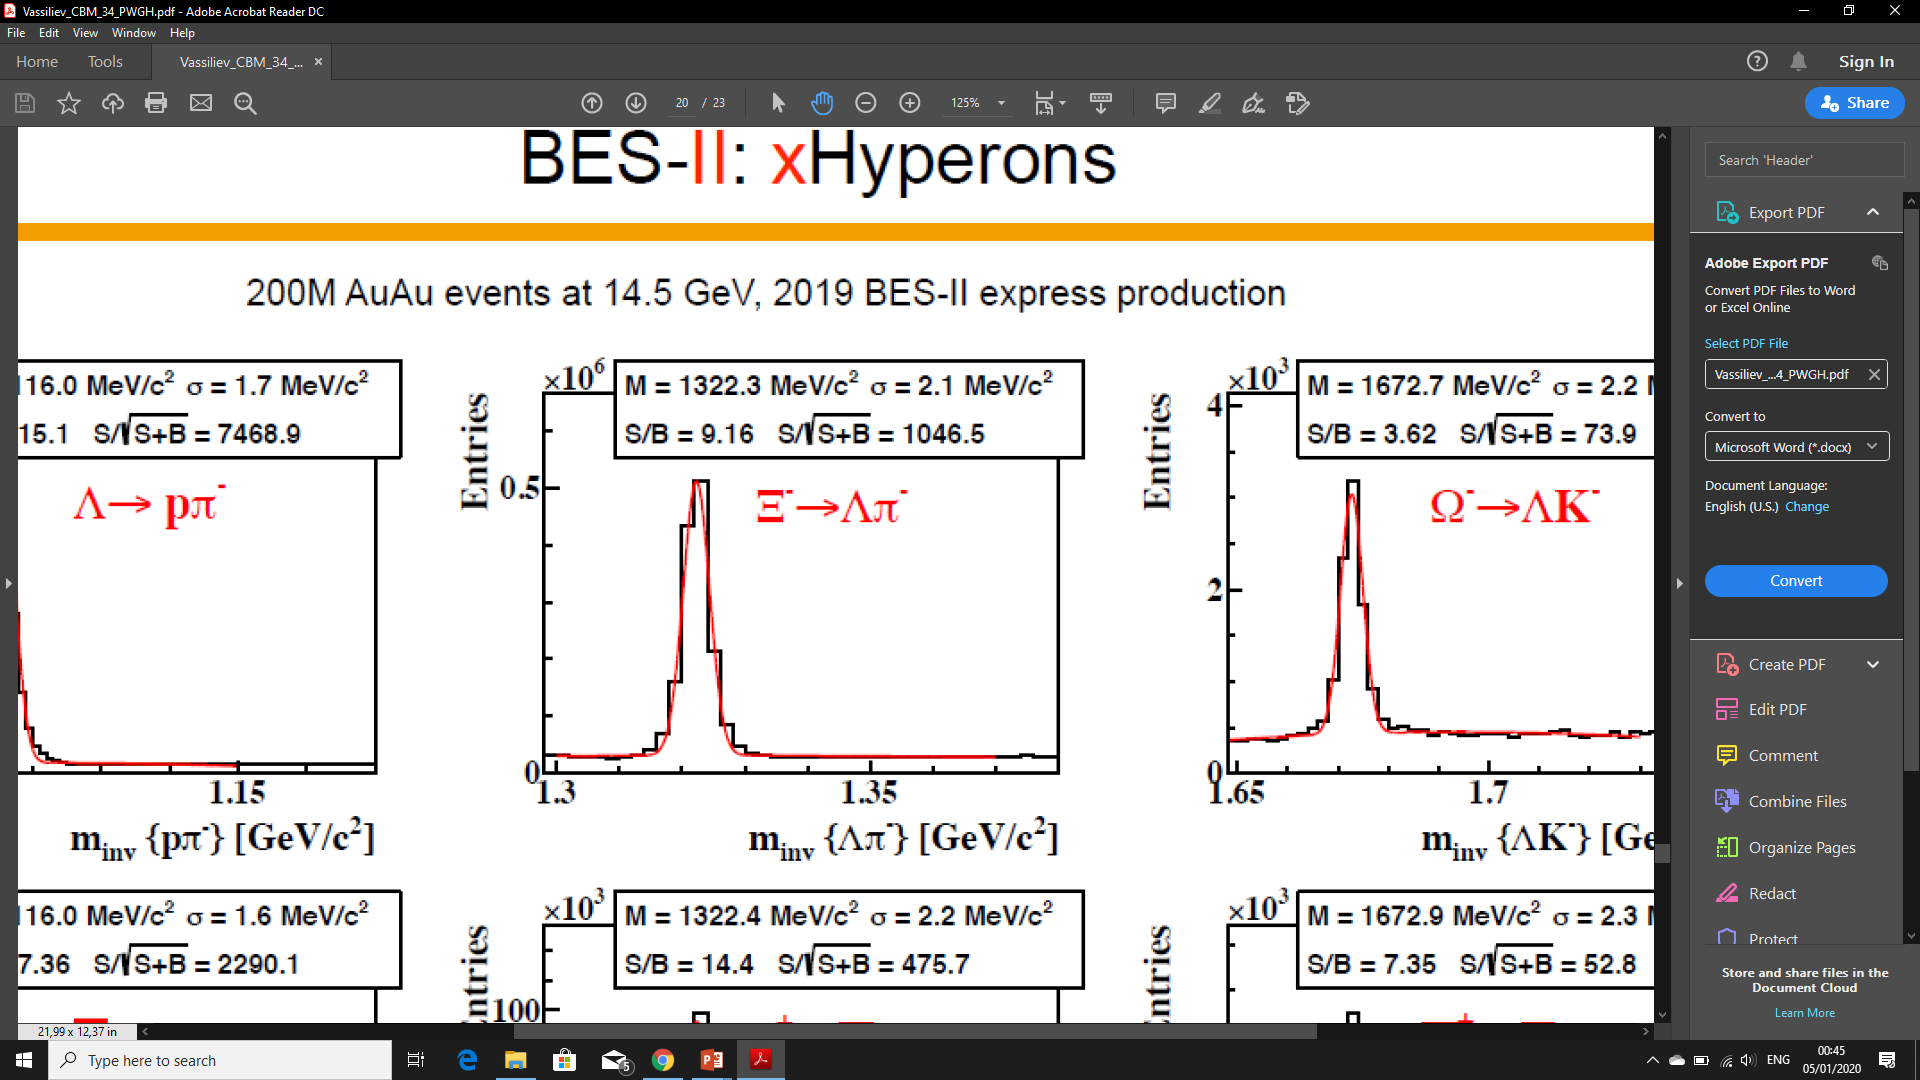 Vassiliev_CBM_34_PWGH.pdf - Adobe Acrobat Reader DC
File Edit View Window Help
Home Tools Vassiliev_CBM_34_... × Sign In
20 / 23 125% Share
BES-II: xHyperons
200M AuAu events at 14.5 GeV, 2019 BES-II express production
116.0 MeV/c² σ = 1.7 MeV/c²
15.1 S/√S+B = 7468.9
Λ→ pπ⁻
1.15
m_inv {pπ⁻} [GeV/c²]
×10⁶
Entries
M = 1322.3 MeV/c² σ = 2.1 MeV/c²
S/B = 9.16 S/√S+B = 1046.5
Ξ⁻→Λπ⁻
0.5
0
1.3 1.35
m_inv {Λπ⁻} [GeV/c²]
×10³
Entries
M = 1672.7 MeV/c² σ = 2.2 M
S/B = 3.62 S/√S+B = 73.9
Ω⁻→ΛK⁻
4
2
0
1.65 1.7
m_inv {ΛK⁻} [Ge
116.0 MeV/c² σ = 1.6 MeV/c²
7.36 S/√S+B = 2290.1
×10³
Entries
M = 1322.4 MeV/c² σ = 2.2 MeV/c²
S/B = 14.4 S/√S+B = 475.7
100
×10³
Entries
M = 1672.9 MeV/c² σ = 2.3 M
S/B = 7.35 S/√S+B = 52.8
21,99 x 12,37 in
Search 'Header'
Export PDF
Adobe Export PDF
Convert PDF Files to Word
or Excel Online
Select PDF File
Vassiliev_...4_PWGH.pdf
Convert to
Microsoft Word (*.docx)
Document Language:
English (U.S.) Change
Convert
Create PDF
Edit PDF
Comment
Combine Files
Organize Pages
Redact
Protect
Store and share files in the
Document Cloud
Learn More
Type here to search
5
ENG
00:45
05/01/2020